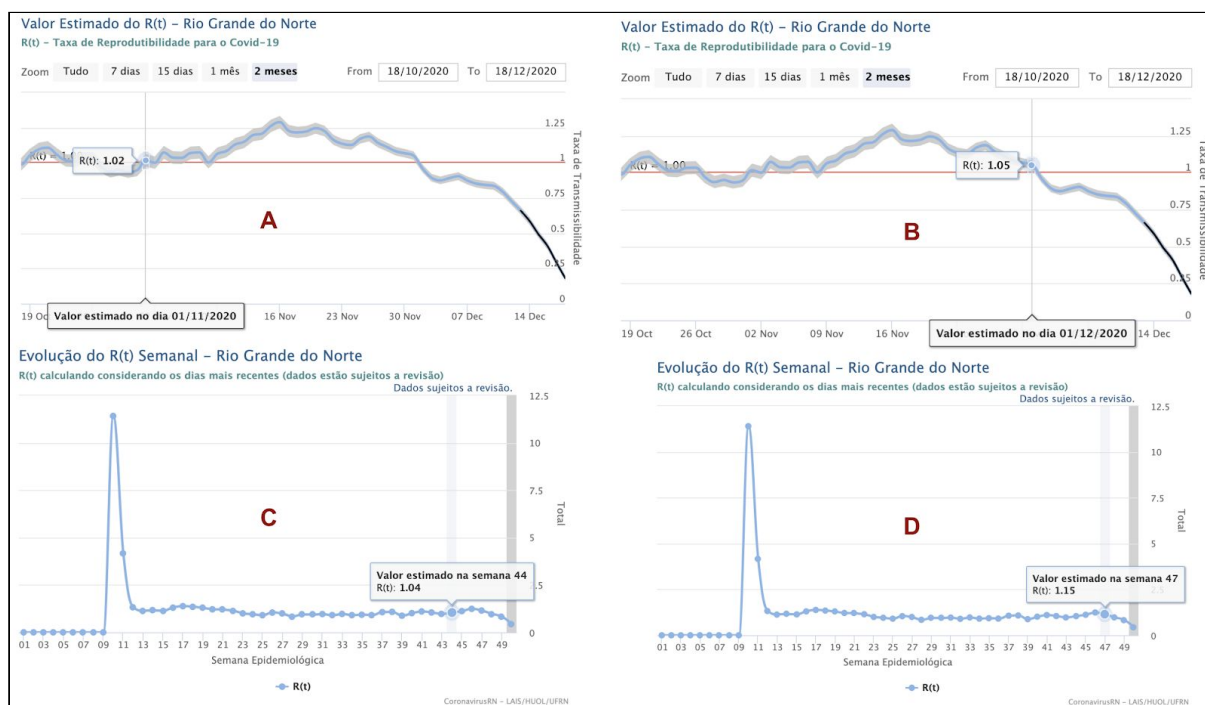 Valor Estimado do R(t) – Rio Grande do Norte
R(t) – Taxa de Reprodutibilidade para o Covid-19
Zoom Tudo 7 dias 15 dias 1 mês 2 meses From 18/10/2020 To 18/12/2020
1.25
R(t) = 1.0
R(t): 1.02
1
0.75
0.5
0.25
0
Taxa de Transmissibilidade
A
19 Oct 16 Nov 23 Nov 30 Nov 07 Dec 14 Dec
Valor estimado no dia 01/11/2020
Valor Estimado do R(t) – Rio Grande do Norte
R(t) – Taxa de Reprodutibilidade para o Covid-19
Zoom Tudo 7 dias 15 dias 1 mês 2 meses From 18/10/2020 To 18/12/2020
1.25
R(t) = 1.00
R(t): 1.05
1
0.75
0.5
0.25
0
Taxa de Transmissibilidade
B
19 Oct 26 Oct 02 Nov 09 Nov 16 Nov 14 Dec
Valor estimado no dia 01/12/2020
Evolução do R(t) Semanal – Rio Grande do Norte
R(t) calculando considerando os dias mais recentes (dados estão sujeitos a revisão)
Dados sujeitos a revisão.
12.5
10
7.5
5
2.5
0
Total
C
Valor estimado na semana 44
R(t): 1.04
01 03 05 07 09 11 13 15 17 19 21 23 25 27 29 31 33 35 37 39 41 43 45 47 49
Semana Epidemiológica
R(t)
CoronavirusRN – LAIS/HUOL/UFRN
Evolução do R(t) Semanal – Rio Grande do Norte
R(t) calculando considerando os dias mais recentes (dados estão sujeitos a revisão)
Dados sujeitos a revisão.
12.5
10
7.5
5
2.5
0
Total
D
Valor estimado na semana 47
R(t): 1.15
01 03 05 07 09 11 13 15 17 19 21 23 25 27 29 31 33 35 37 39 41 43 45 47 49
Semana Epidemiológica
R(t)
CoronavirusRN – LAIS/HUOL/UFRN